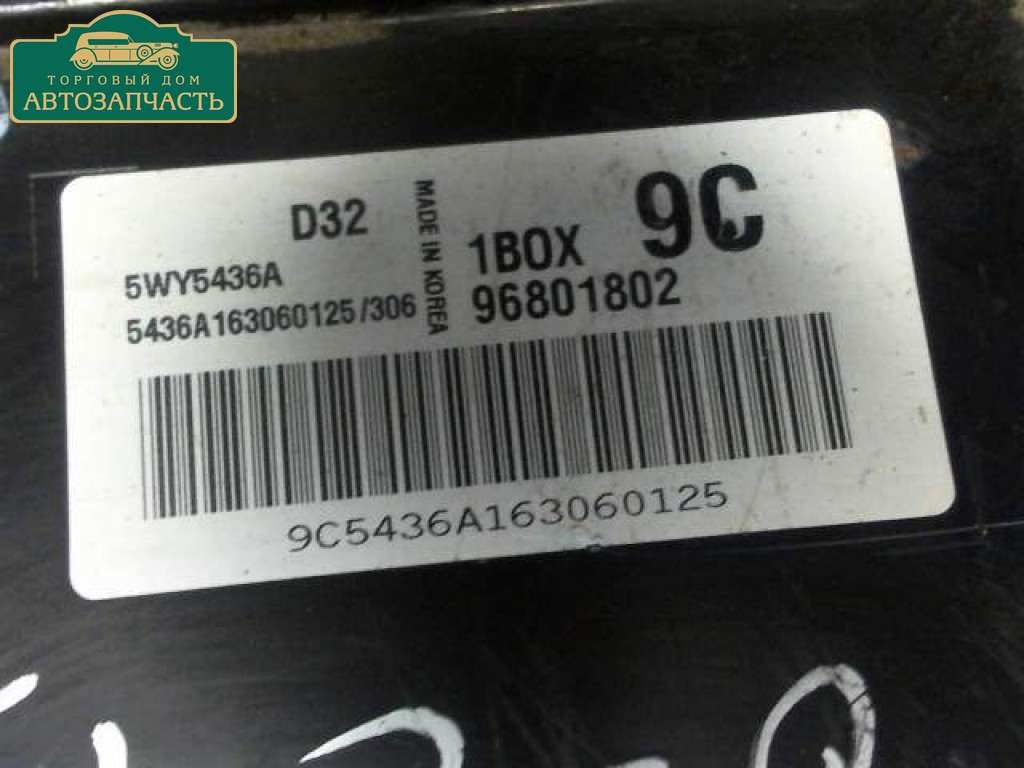 ТОРГОВЫЙ ДОМ
АВТОЗАПЧАСТЬ
D32
5WY5436A
5436A163060125/306
MADE IN KOREA
1BOX 9C
96801802
9C5436A163060125